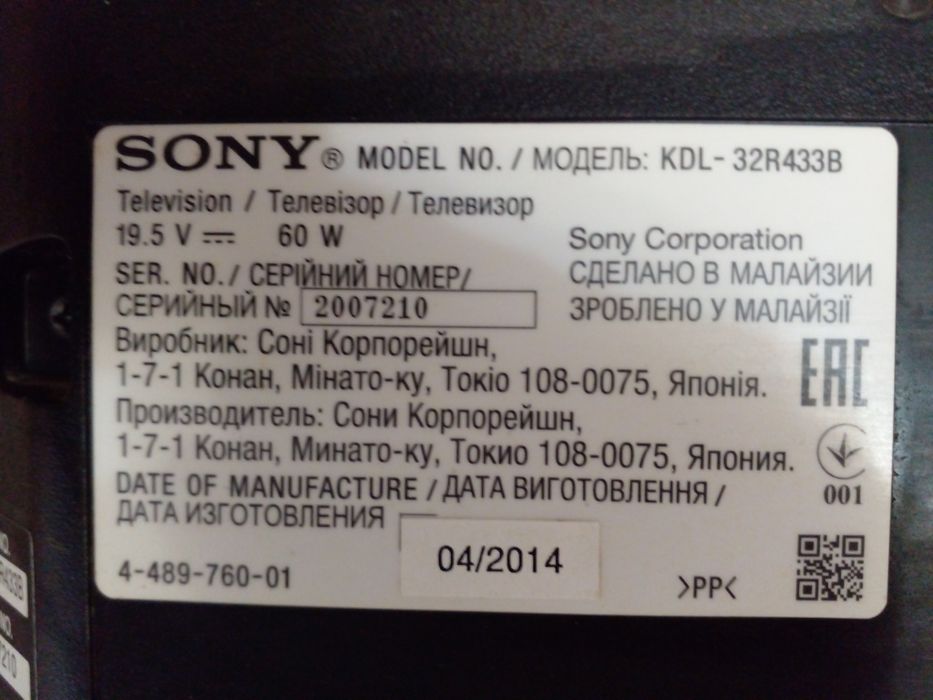 SONY® MODEL NO. / МОДЕЛЬ: KDL-32R433B
Television / Телевізор / Телевизор
19.5 V ⎓ 60 W
Sony Corporation
SER. NO./ СЕРІЙНИЙ НОМЕР/
СДЕЛАНО В МАЛАЙЗИИ
СЕРИЙНЫЙ № 2007210
ЗРОБЛЕНО У МАЛАЙЗІЇ
Виробник: Соні Корпорейшн,
1-7-1 Конан, Мінато-ку, Токіо 108-0075, Японія.
EAC
Производитель: Сони Корпорейшн,
1-7-1 Конан, Минато-ку, Токио 108-0075, Япония.
001
DATE OF MANUFACTURE / ДАТА ВИГОТОВЛЕННЯ /
ДАТА ИЗГОТОВЛЕНИЯ
04/2014
4-489-760-01
>PP<